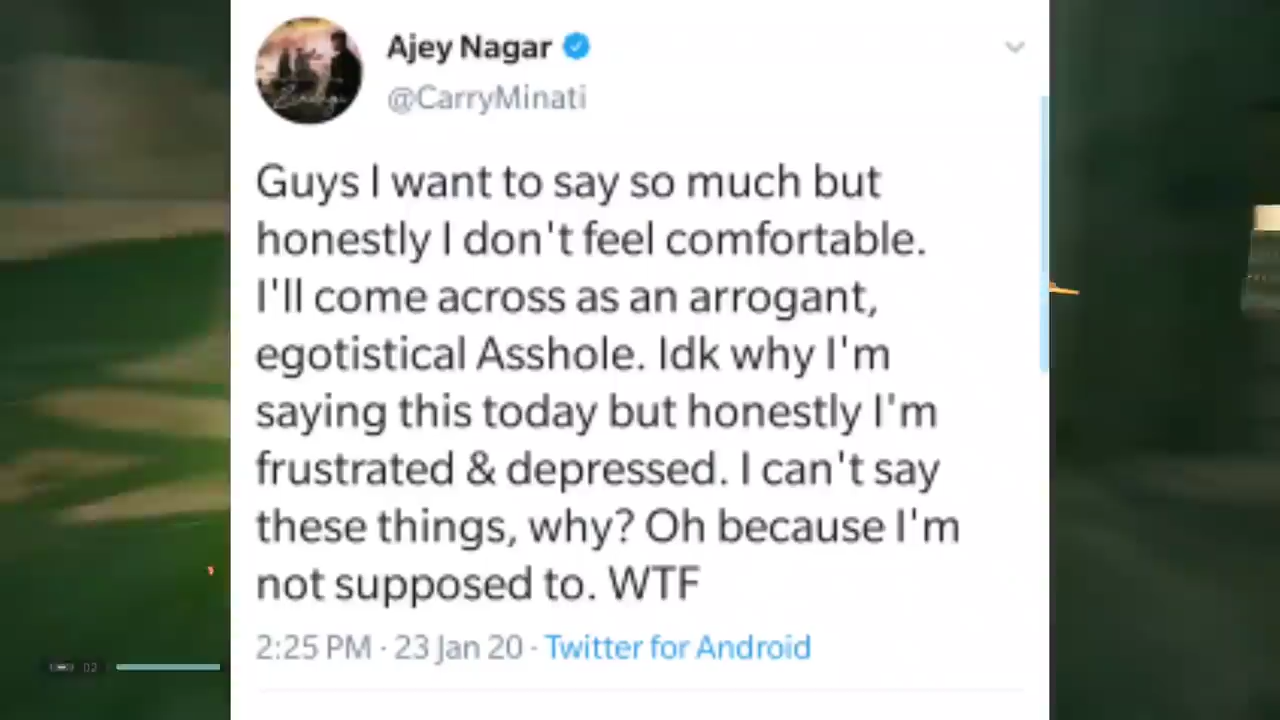 Ajey Nagar
@CarryMinati
Guys I want to say so much but
honestly I don't feel comfortable.
I'll come across as an arrogant,
egotistical Asshole. Idk why I'm
saying this today but honestly I'm
frustrated & depressed. I can't say
these things, why? Oh because I'm
not supposed to. WTF
2:25 PM · 23 Jan 20 · Twitter for Android
02